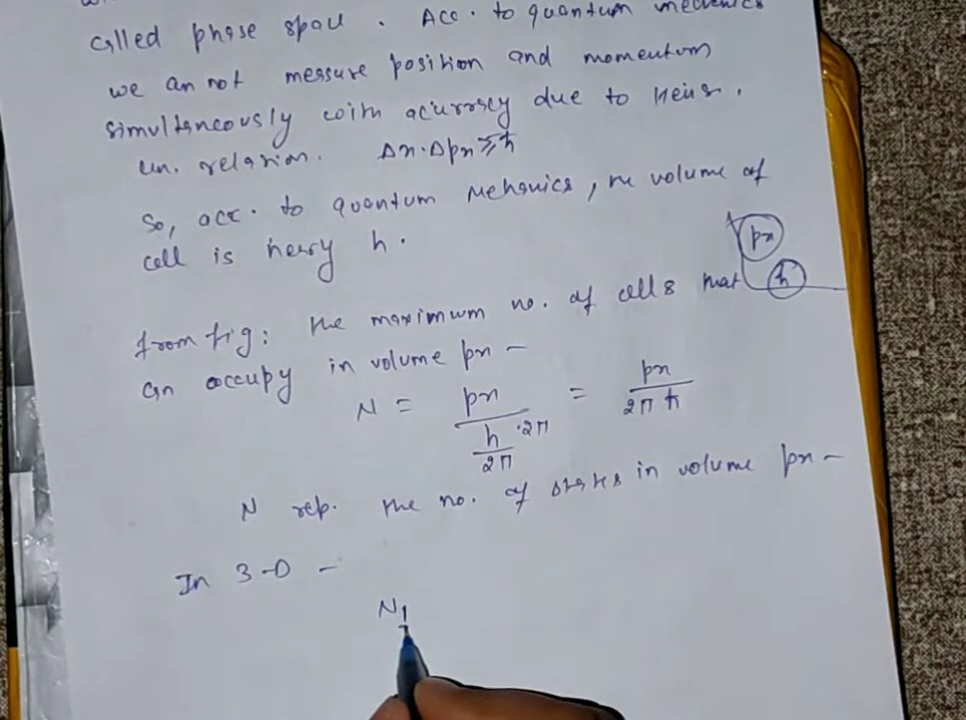 called phase space. Acc. to quantum mechanics
we can not messure position and momentum
simultaneously with accuracy due to Heis.
un. relation. Δx·Δpx ≥ ħ
So, acc. to quantum Mehanics, the volume of
cell is nearly h.
px
ħ
from fig: the maximum no. of cells that
can occupy in volume px –
N = px / (h/2π · 2π) = px / 2πħ
N rep. the no. of states in volume px –
In 3-D –
N1